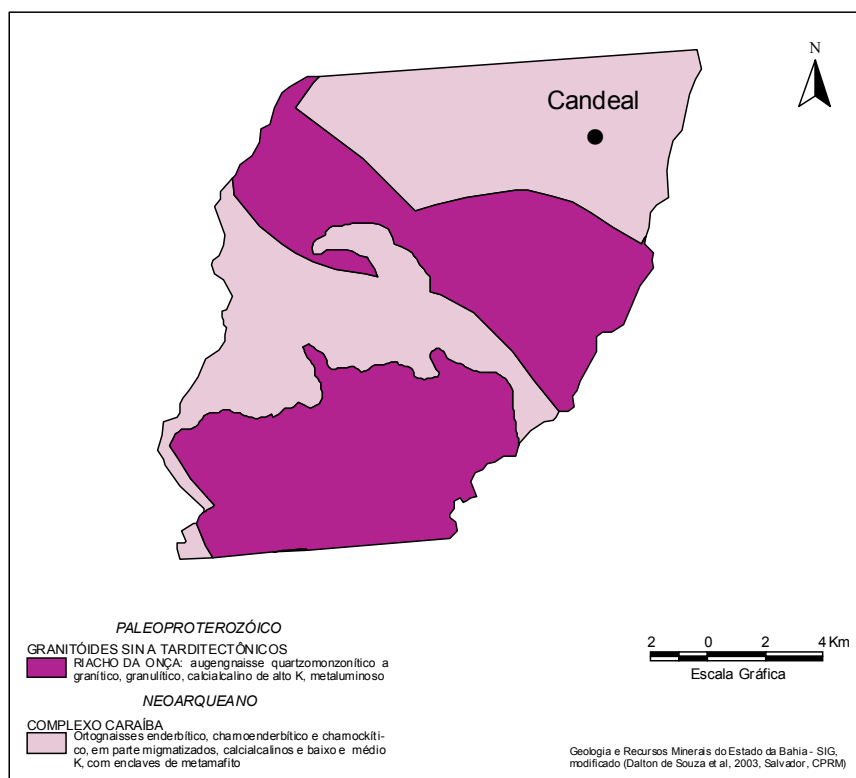 N
Candeal
PALEOPROTEROZÓICO
GRANITÓIDES SIN A TARDITECTÔNICOS
RIACHO DA ONÇA: augengnaisse quartzomonzonítico a
granítico, granulítico, calcialcalino de alto K, metaluminoso
NEOARQUEANO
COMPLEXO CARAÍBA
Ortognaisses enderbítico, charnoenderbítico e charnockíti-
co, em parte migmatizados, calcialcalinos e baixo e médio
K, com enclaves de metamafito
2 0 2 4 Km
Escala Gráfica
Geologia e Recursos Minerais do Estado da Bahia - SIG,
modificado (Dalton de Souza et al, 2003, Salvador, CPRM)